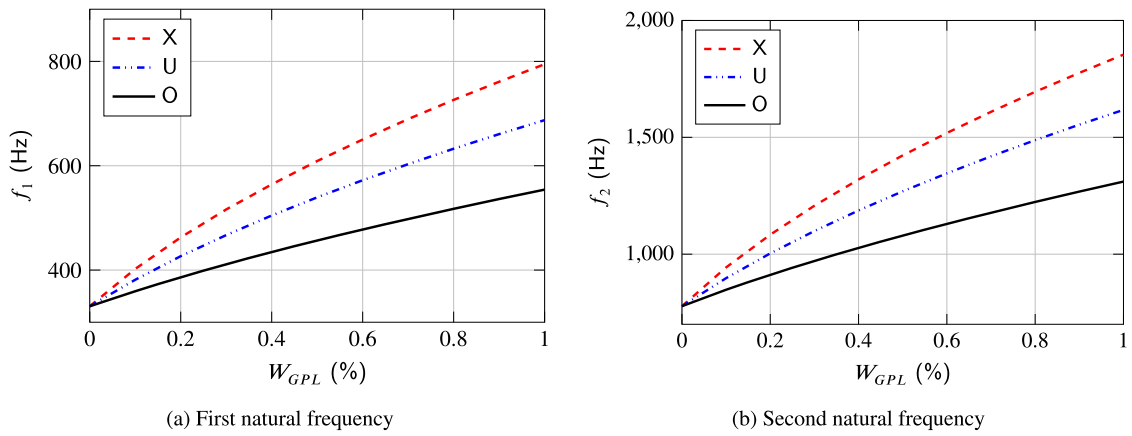 800
600
400
f1 (Hz)
X
U
O
0
0.2
0.4
0.6
0.8
1
WGPL (%)
(a) First natural frequency
2,000
1,500
1,000
f2 (Hz)
X
U
O
0
0.2
0.4
0.6
0.8
1
WGPL (%)
(b) Second natural frequency